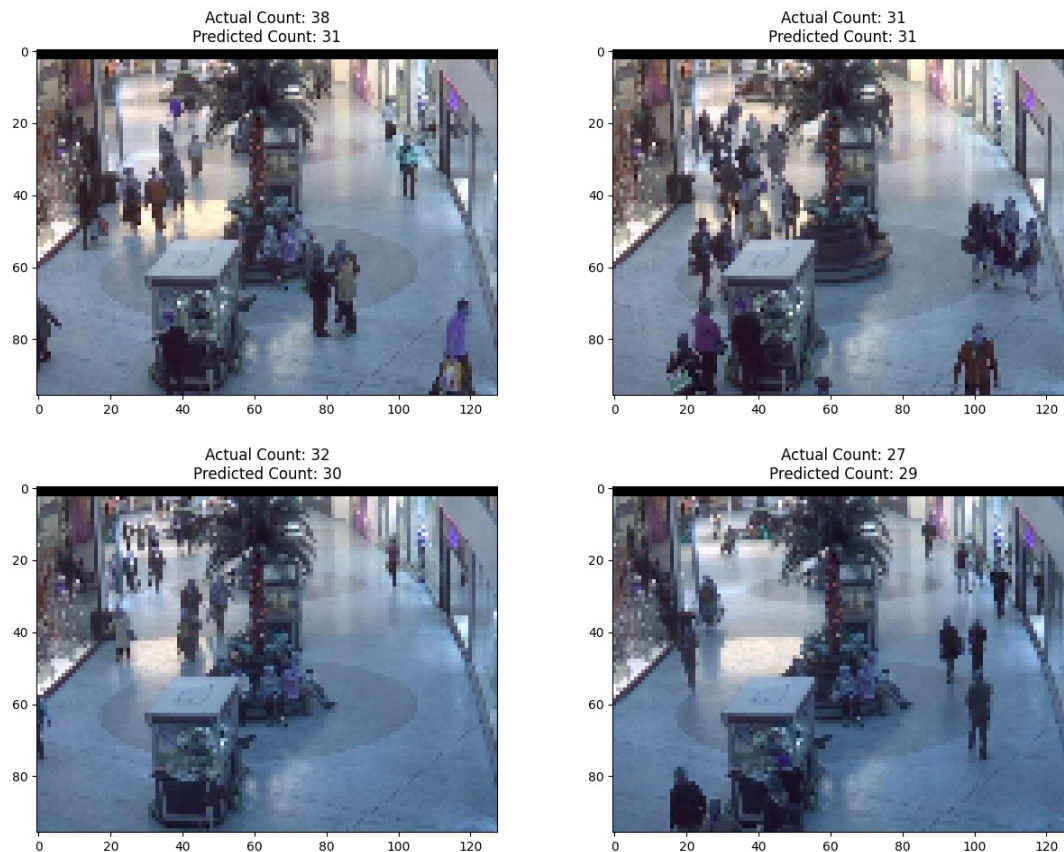 Actual Count: 38
Predicted Count: 31
Actual Count: 31
Predicted Count: 31
0
20
40
60
80
0 20 40 60 80 100 120
0
20
40
60
80
0 20 40 60 80 100 120
Actual Count: 32
Predicted Count: 30
Actual Count: 27
Predicted Count: 29
0
20
40
60
80
0 20 40 60 80 100 120
0
20
40
60
80
0 20 40 60 80 100 120